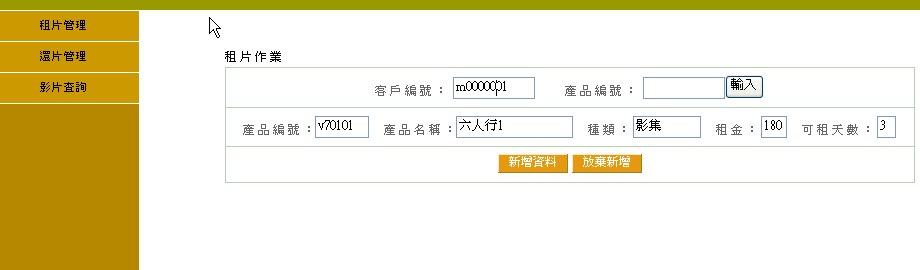 租片管理
還片管理
影片查詢
租片作業
客戶編號： m0000001 產品編號： 輸入
產品編號：v70101 產品名稱：六人行1 種類：影集 租金：180 可租天數：3
新增資料 放棄新增